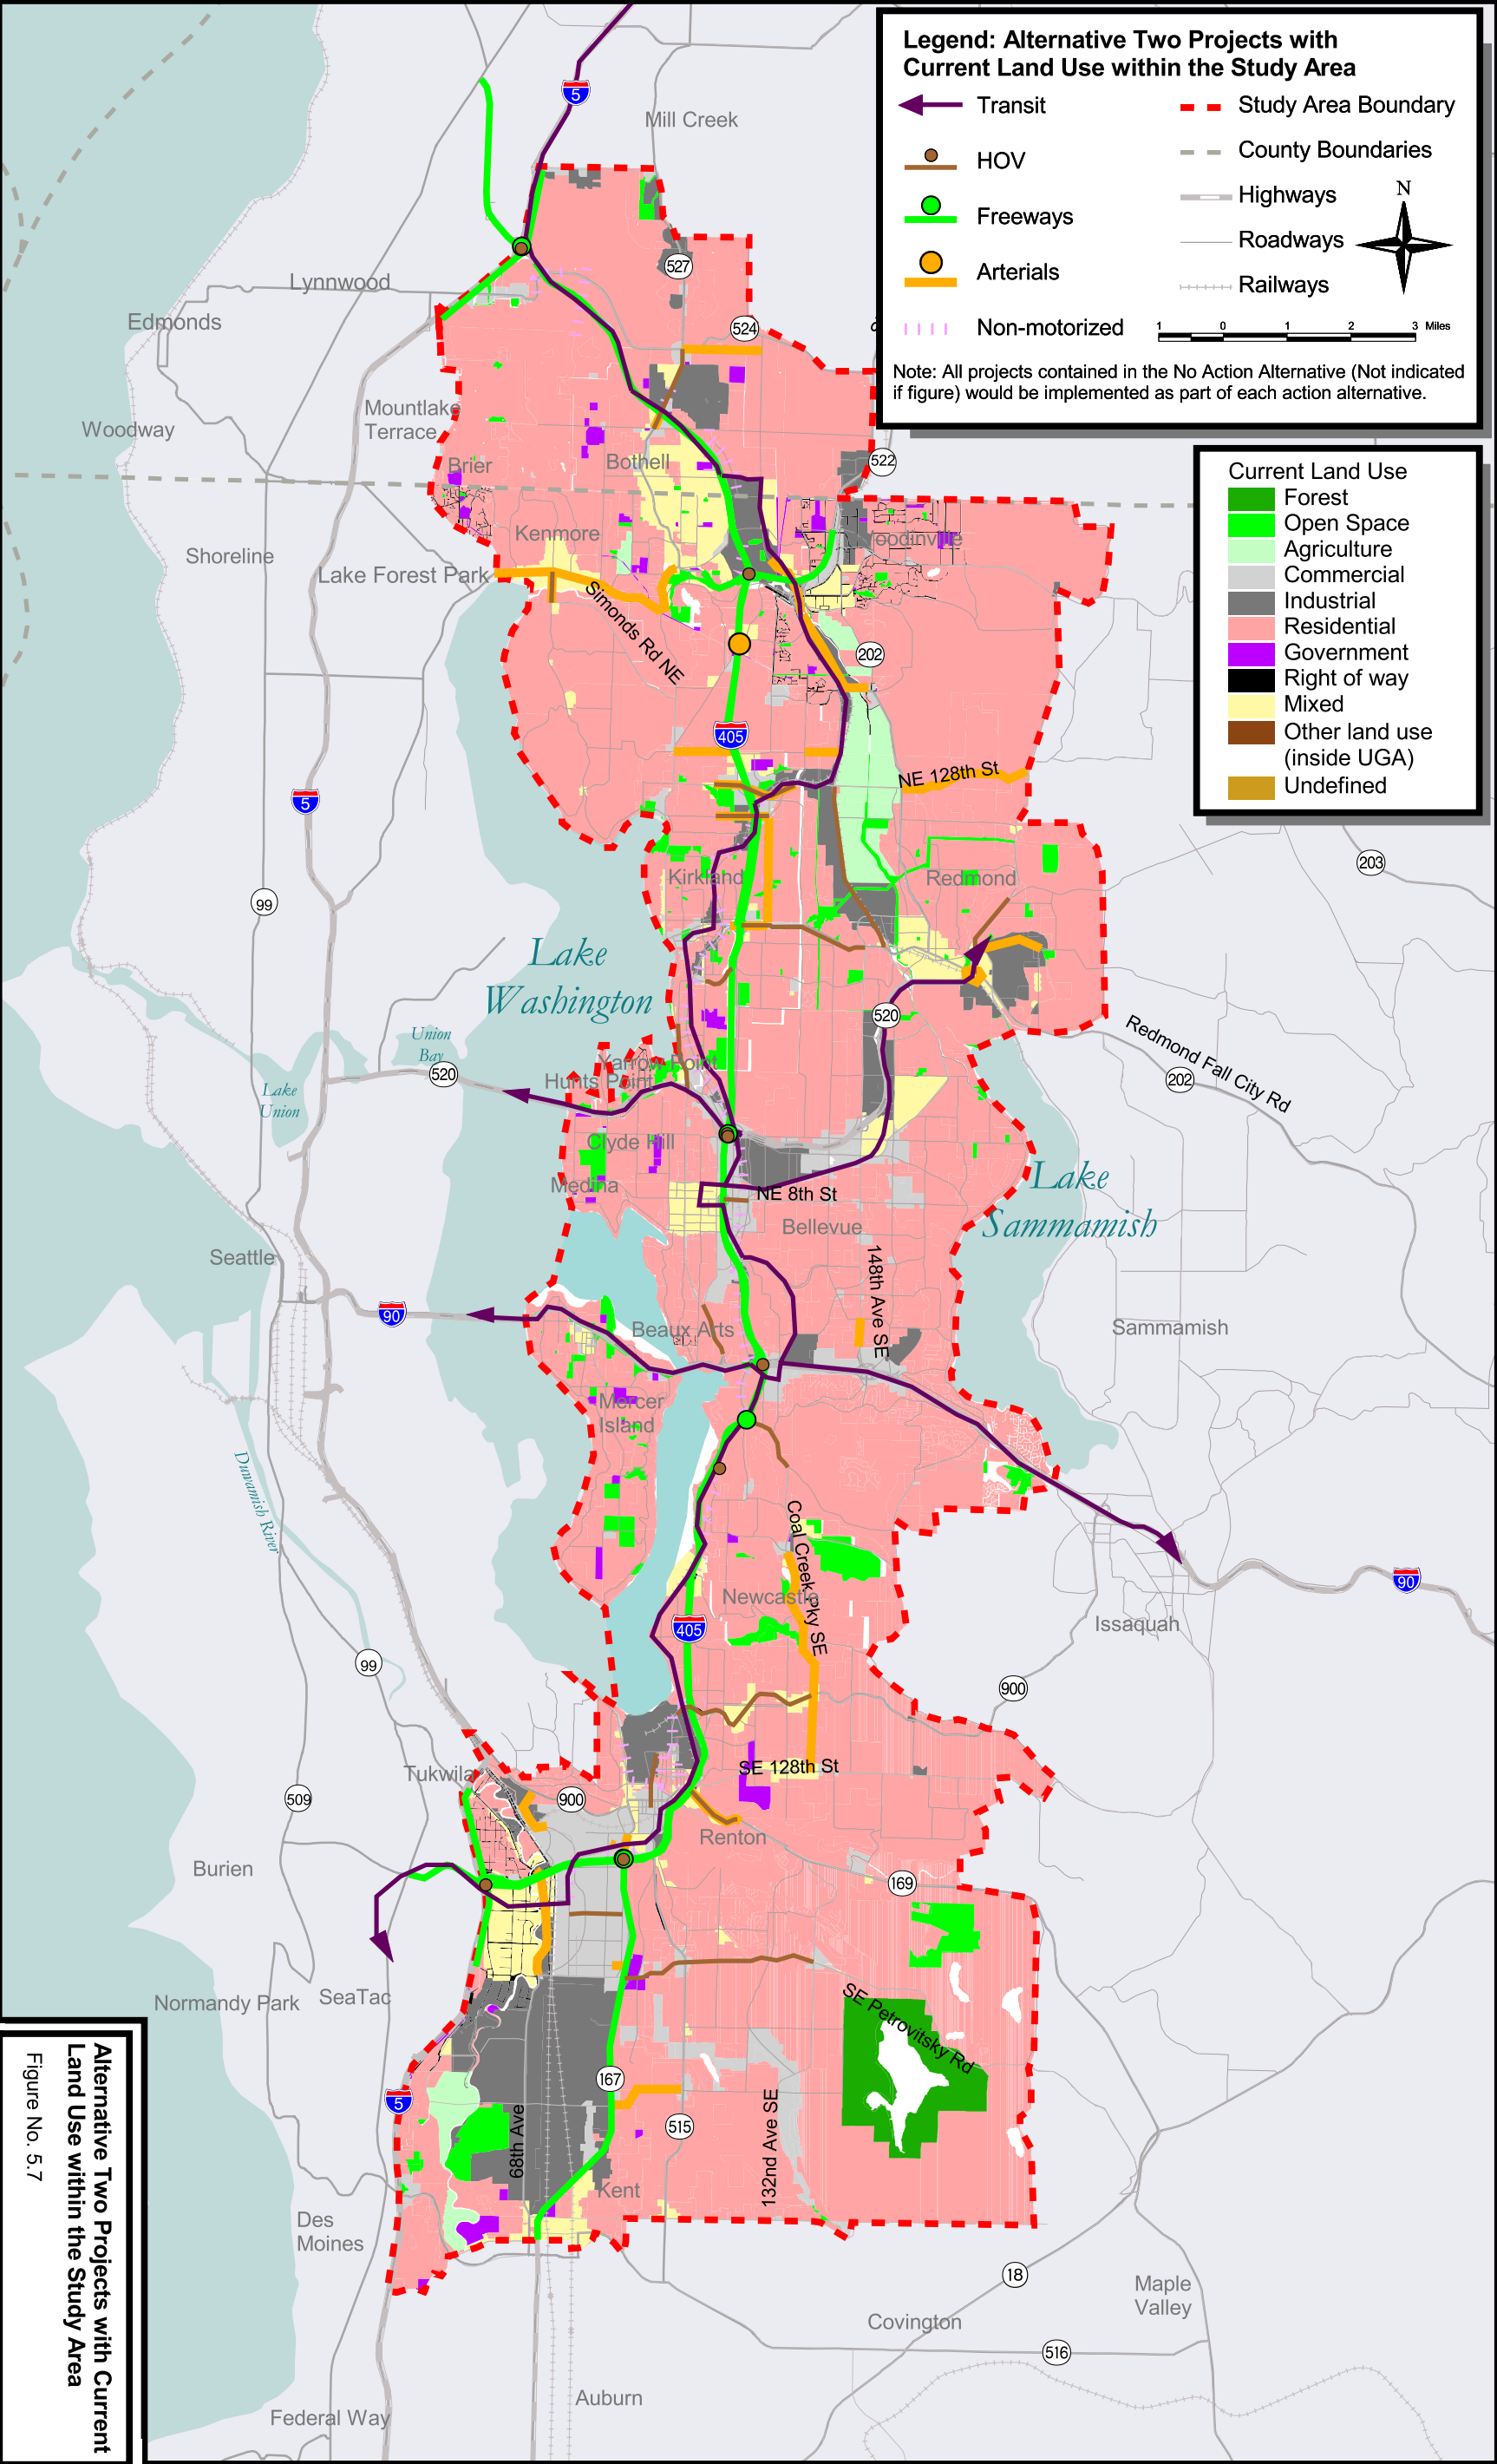 Legend: Alternative Two Projects with
Current Land Use within the Study Area
Transit
HOV
Freeways
Arterials
Non-motorized
Study Area Boundary
County Boundaries
Highways
Roadways
Railways
N
1 0 1 2 3 Miles
Note: All projects contained in the No Action Alternative (Not indicated
if figure) would be implemented as part of each action alternative.
Current Land Use
Forest
Open Space
Agriculture
Commercial
Industrial
Residential
Government
Right of way
Mixed
Other land use
(inside UGA)
Undefined
5
Mill Creek
527
Lynnwood
Edmonds
524
Mountlake
Terrace
Woodway
Brier
Bothell
522
Kenmore
Woodinville
Shoreline
Lake Forest Park
Simonds Rd NE
202
405
NE 128th St
5
203
Kirkland
Redmond
99
Lake
Washington
520
Union
Bay
520
Yarrow Point
Hunts Point
Lake
Union
Redmond Fall City Rd
202
Clyde Hill
Medina
NE 8th St
Lake
Sammamish
Bellevue
Seattle
148th Ave SE
90
Beaux Arts
Sammamish
Mercer
Island
Duwamish River
Coal Creek Pky SE
Newcastle
90
405
Issaquah
99
900
SE 128th St
Tukwila
900
509
Renton
Burien
169
Normandy Park
SeaTac
SE Petrovitsky Rd
167
5
515
68th Ave
132nd Ave SE
Kent
Des
Moines
18
Maple
Valley
Covington
516
Auburn
Federal Way
Alternative Two Projects with Current
Land Use within the Study Area
Figure No. 5.7